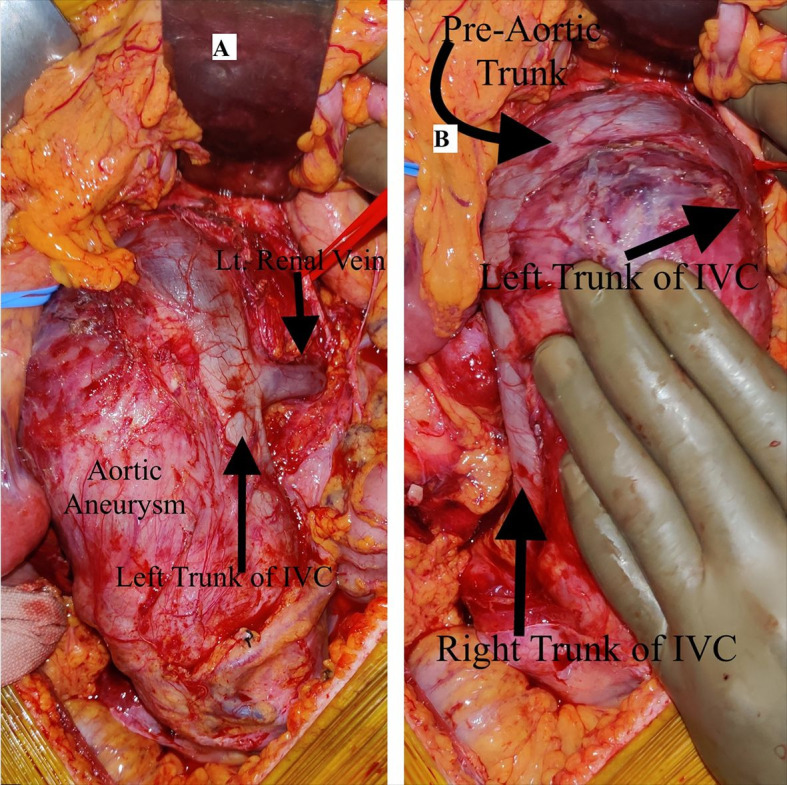 A
Lt. Renal Vein
Aortic
Aneurysm
Left Trunk of IVC
Pre-Aortic
Trunk
B
Left Trunk of IVC
Right Trunk of IVC